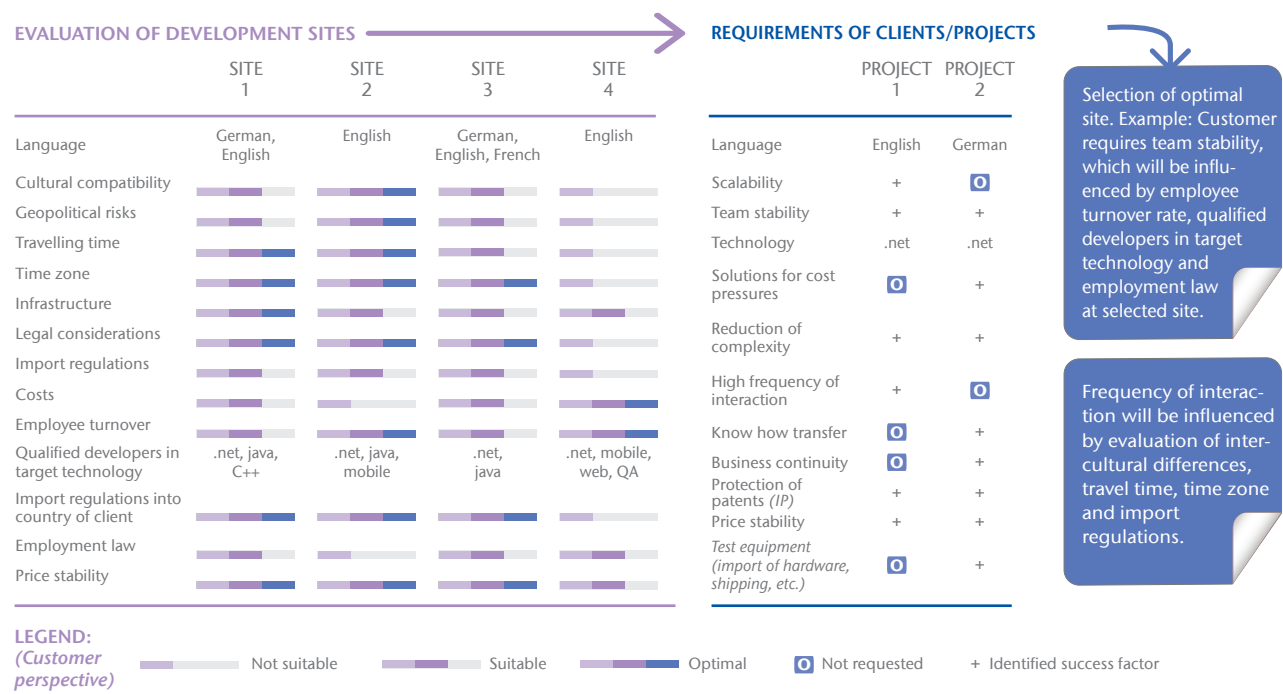 EVALUATION OF DEVELOPMENT SITES
SITE 1
SITE 2
SITE 3
SITE 4
Language
German,
English
English
German,
English, French
English
Cultural compatibility
Geopolitical risks
Travelling time
Time zone
Infrastructure
Legal considerations
Import regulations
Costs
Employee turnover
Qualified developers in
target technology
.net, java,
C++
.net, java,
mobile
.net,
java
.net, mobile,
web, QA
Import regulations into
country of client
Employment law
Price stability
REQUIREMENTS OF CLIENTS/PROJECTS
PROJECT 1
PROJECT 2
Language English German
Scalability + O
Team stability + +
Technology .net .net
Solutions for cost
pressures O +
Reduction of
complexity + +
High frequency of
interaction + O
Know how transfer O +
Business continuity O +
Protection of
patents (IP) + +
Price stability + +
Test equipment
(import of hardware,
shipping, etc.) O +
Selection of optimal
site. Example: Customer
requires team stability,
which will be influ-
enced by employee
turnover rate, qualified
developers in target
technology and
employment law
at selected site.
Frequency of interac-
tion will be influenced
by evaluation of inter-
cultural differences,
travel time, time zone
and import
regulations.
LEGEND:
(Customer
perspective)
Not suitable
Suitable
Optimal
O Not requested
+ Identified success factor